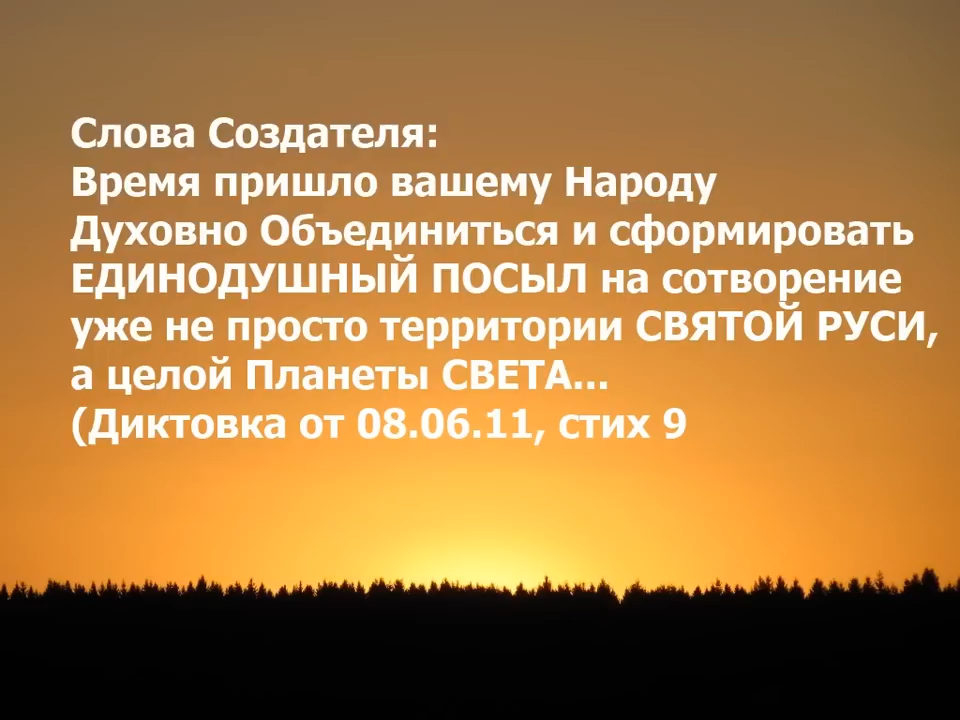 Слова Создателя:
Время пришло вашему Народу
Духовно Объединиться и сформировать
ЕДИНОДУШНЫЙ ПОСЫЛ на сотворение
уже не просто территории СВЯТОЙ РУСИ,
а целой Планеты СВЕТА...
(Диктовка от 08.06.11, стих 9